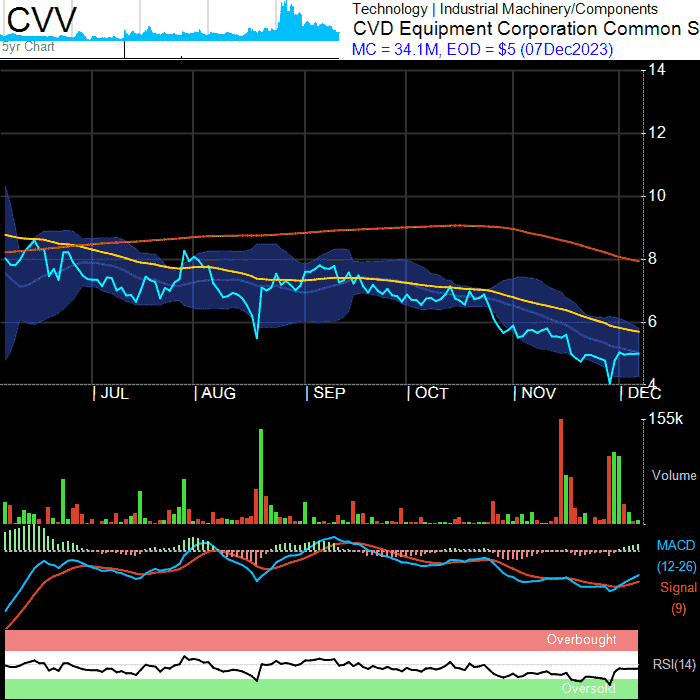 CVV
5yr Chart
Technology | Industrial Machinery/Components
CVD Equipment Corporation Common S
MC = 34.1M, EOD = $5 (07Dec2023)
14
12
10
8
6
4
JUL AUG SEP OCT NOV DEC
155k
Volume
MACD
(12-26)
Signal
(9)
Overbought
RSI(14)
Oversold